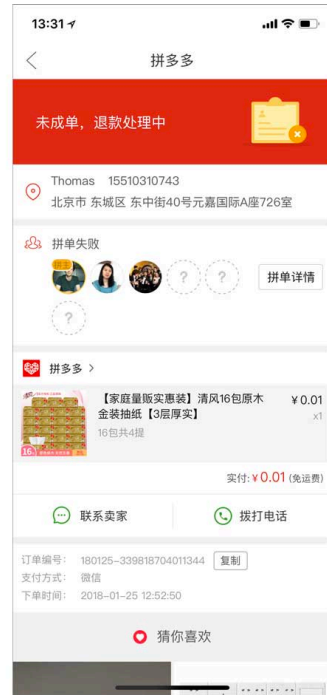 13:31
拼多多
未成单，退款处理中
Thomas 15510310743
北京市 东城区 东中街40号元嘉国际A座726室
拼单失败
拼主
? ?
拼单详情
?
拼多多 >
【家庭量贩实惠装】清风16包原木 ¥0.01
金装抽纸【3层厚实】 x1
16包共4提
16
实付:¥0.01 (免运费)
联系卖家
拨打电话
订单编号： 180125-339818704011344 复制
支付方式： 微信
下单时间： 2018-01-25 12:52:50
猜你喜欢